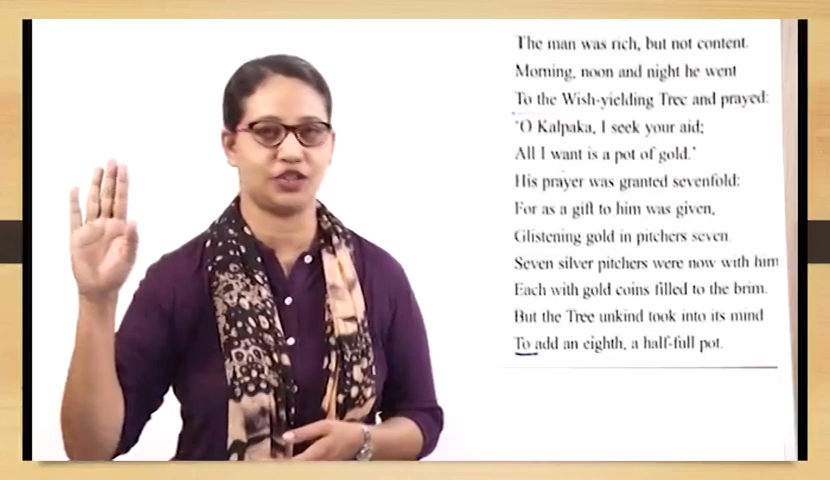 The man was rich, but not content.
Morning, noon and night he went
To the Wish-yielding Tree and prayed:
'O Kalpaka, I seek your aid;
All I want is a pot of gold.'
His prayer was granted sevenfold;
For as a gift to him was given,
Glistening gold in pitchers seven.
Seven silver pitchers were now with him
Each with gold coins filled to the brim.
But the Tree unkind took into its mind
To add an eighth, a half-full pot.